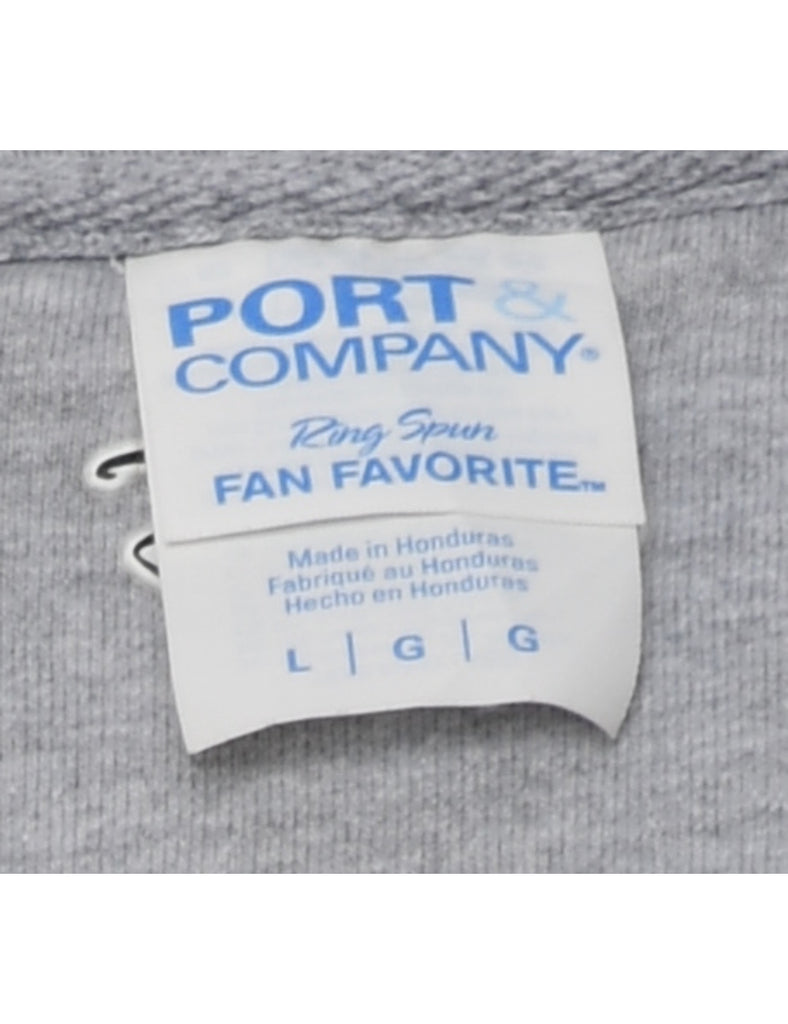 PORT &
COMPANY®
Ring Spun
FAN FAVORITE™
Made in Honduras
Fabriqué au Honduras
Hecho en Honduras
L | G | G